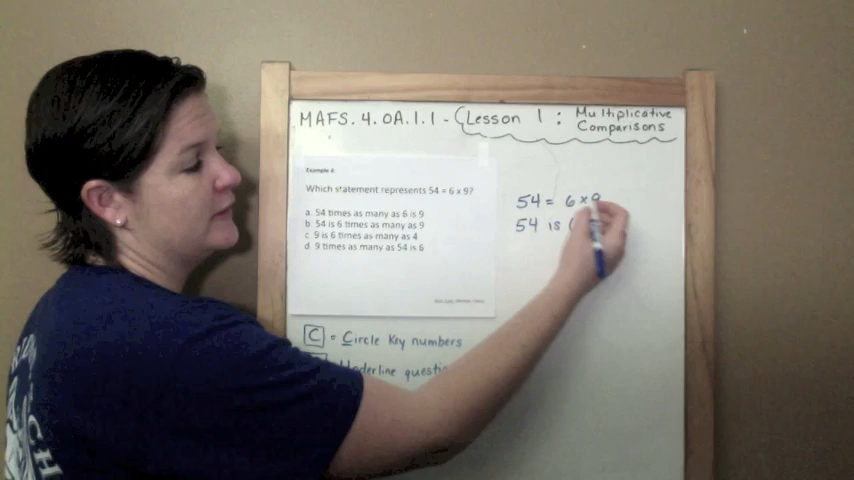 MAFS.4.OA.1.1 - Lesson 1 : Multiplicative
Comparisons
Example 4:
Which statement represents 54 = 6 x 9?
a. 54 times as many as 6 is 9
b. 54 is 6 times as many as 9
c. 9 is 6 times as many as 4
d. 9 times as many as 54 is 6
54 = 6 x 9
54 is
C = Circle Key numbers
Underline